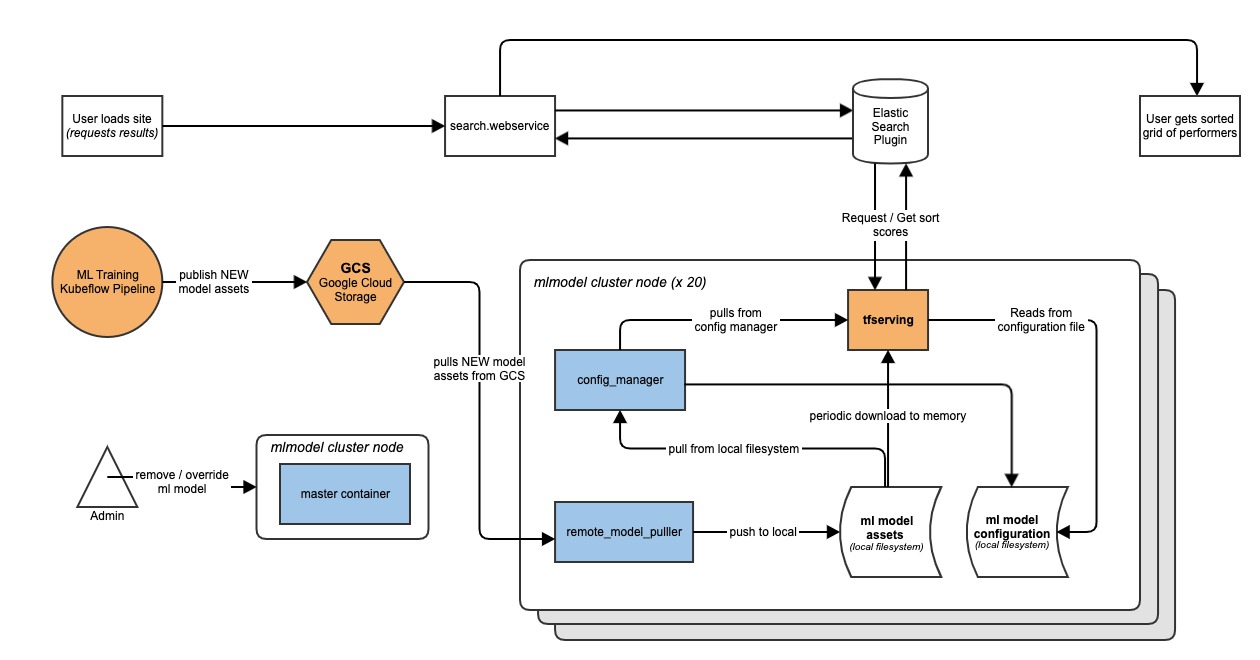 User loads site
(requests results)
search.webservice
Elastic
Search
Plugin
User gets sorted
grid of performers
Request / Get sort
scores
ML Training
Kubeflow Pipeline
publish NEW
model assets
GCS
Google Cloud
Storage
pulls NEW model
assets from GCS
mlmodel cluster node (x 20)
pulls from
config manager
tfserving
Reads from
configuration file
config_manager
periodic download to memory
pull from local filesystem
remote_model_pulller
push to local
ml model
assets
(local filesystem)
ml model
configuration
(local filesystem)
Admin
remove / override
ml model
mlmodel cluster node
master container